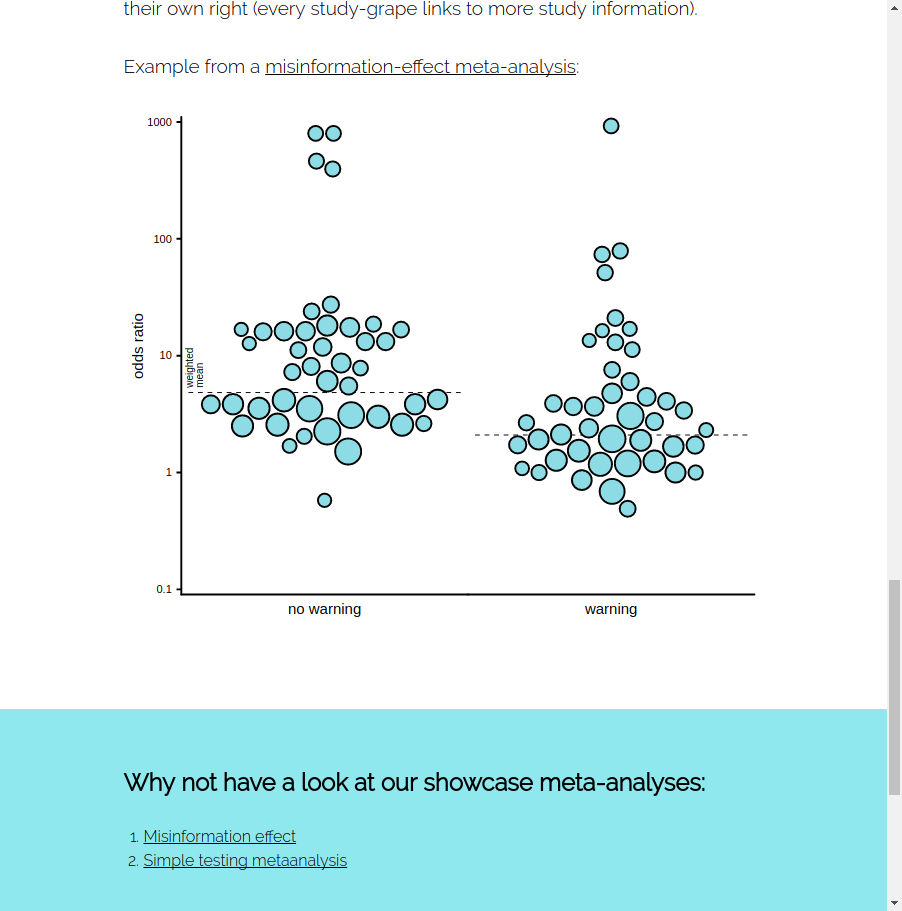 their own right (every study-grape links to more study information).
Example from a misinformation-effect meta-analysis:
1000
100
10
1
0.1
odds ratio
weighted
mean
no warning
warning
Why not have a look at our showcase meta-analyses:
1. Misinformation effect
2. Simple testing metaanalysis